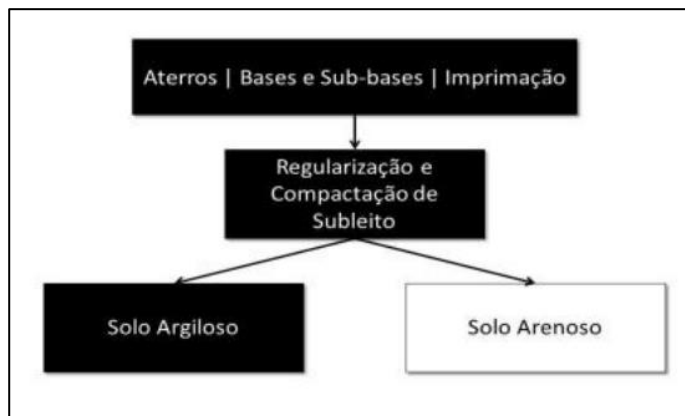 Aterros | Bases e Sub-bases | Imprimação
Regularização e
Compactação de
Subleito
Solo Argiloso
Solo Arenoso